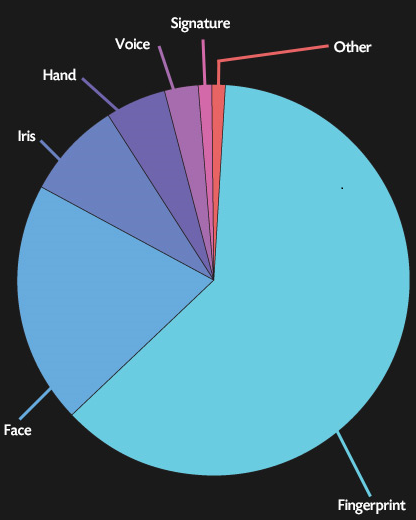 Signature
Voice
Other
Hand
Iris
Face
Fingerprint